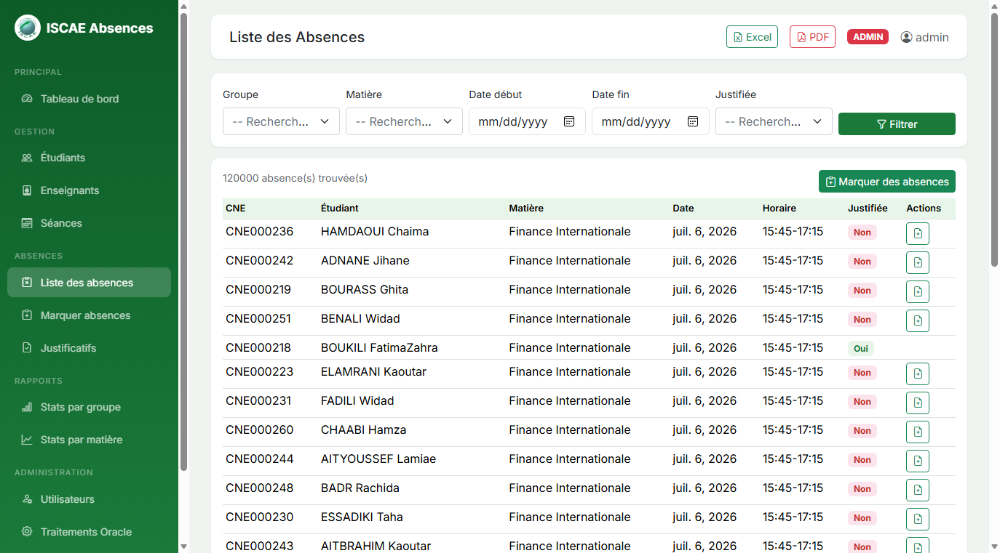 ISCAE Absences
PRINCIPAL
Tableau de bord
GESTION
Étudiants
Enseignants
Séances
ABSENCES
Liste des absences
Marquer absences
Justificatifs
RAPPORTS
Stats par groupe
Stats par matière
ADMINISTRATION
Utilisateurs
Traitements Oracle
Liste des Absences Excel PDF ADMIN admin
Groupe Matière Date début Date fin Justifiée
-- Recherch... -- Recherch... mm/dd/yyyy mm/dd/yyyy -- Recherch... Filtrer
120000 absence(s) trouvée(s) Marquer des absences
CNE Étudiant Matière Date Horaire Justifiée Actions
CNE000236 HAMDAOUI Chaima Finance Internationale juil. 6, 2026 15:45-17:15 Non
CNE000242 ADNANE Jihane Finance Internationale juil. 6, 2026 15:45-17:15 Non
CNE000219 BOURASS Ghita Finance Internationale juil. 6, 2026 15:45-17:15 Non
CNE000251 BENALI Widad Finance Internationale juil. 6, 2026 15:45-17:15 Non
CNE000218 BOUKILI FatimaZahra Finance Internationale juil. 6, 2026 15:45-17:15 Oui
CNE000223 ELAMRANI Kaoutar Finance Internationale juil. 6, 2026 15:45-17:15 Non
CNE000231 FADILI Widad Finance Internationale juil. 6, 2026 15:45-17:15 Non
CNE000260 CHAABI Hamza Finance Internationale juil. 6, 2026 15:45-17:15 Non
CNE000244 AITYOUSSEF Lamiae Finance Internationale juil. 6, 2026 15:45-17:15 Non
CNE000248 BADR Rachida Finance Internationale juil. 6, 2026 15:45-17:15 Non
CNE000230 ESSADIKI Taha Finance Internationale juil. 6, 2026 15:45-17:15 Non
CNE000243 AITBRAHIM Kaoutar Finance Internationale juil. 6, 2026 15:45-17:15 Non